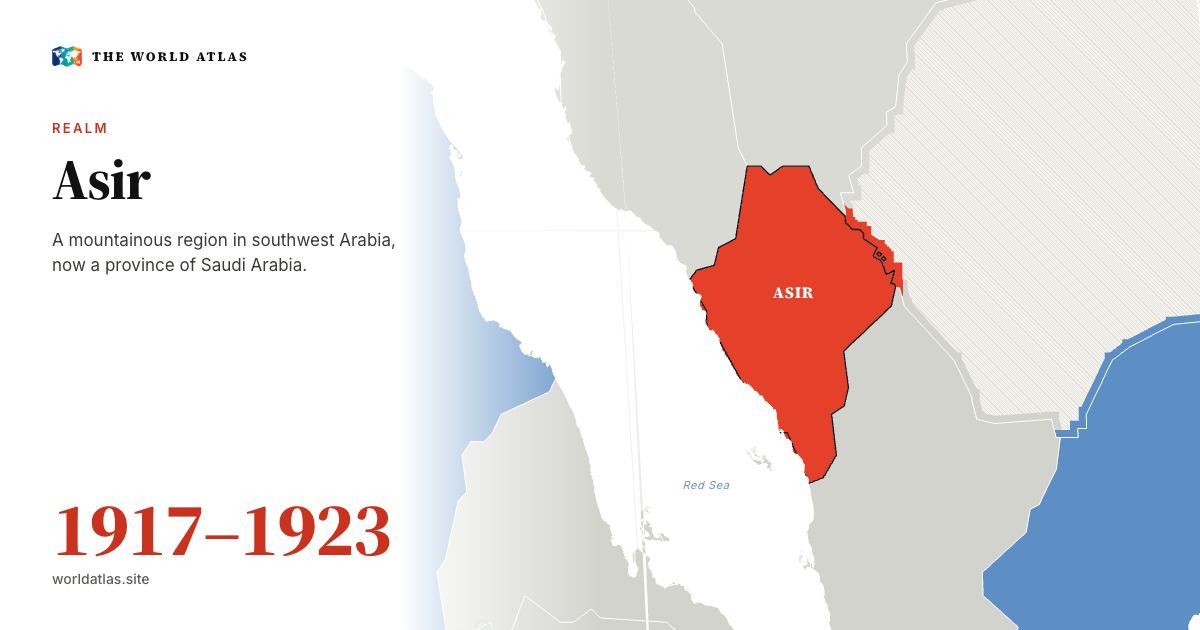 THE WORLD ATLAS
REALM
Asir
A mountainous region in southwest Arabia,
now a province of Saudi Arabia.
1917–1923
worldatlas.site
ASIR
Red Sea